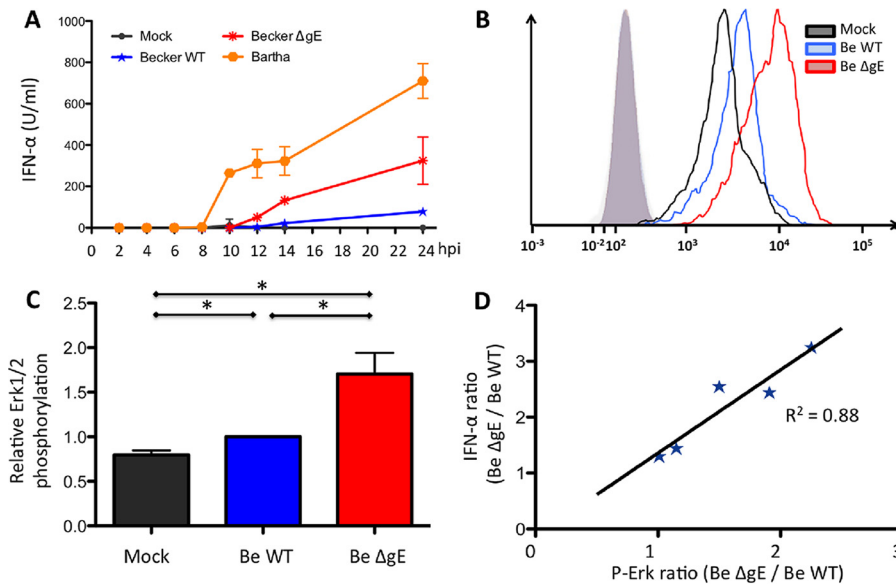 A
Mock
Becker ΔgE
Becker WT
Bartha
IFN-α (U/ml)
1000
800
600
400
200
0
0 2 4 6 8 10 12 14 16 18 20 22 24 hpi
B
Mock
Be WT
Be ΔgE
10⁻³ 10⁻² 10² 10³ 10⁴ 10⁵
C
Relative Erk1/2
phosphorylation
2.5
2.0
1.5
1.0
0.5
0.0
*
* *
Mock Be WT Be ΔgE
D
IFN-α ratio
(Be ΔgE / Be WT)
4
3
2
1
0
R² = 0.88
0 1 2 3
P-Erk ratio (Be ΔgE / Be WT)